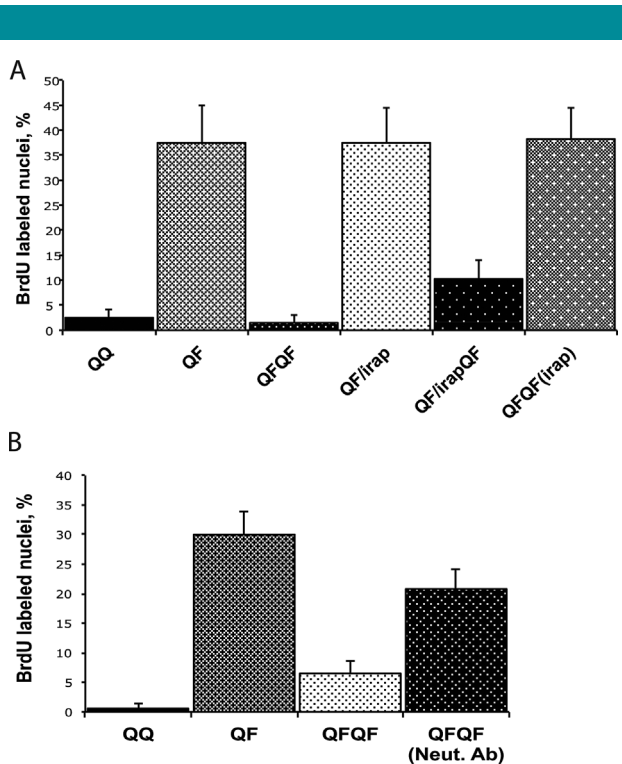 A
BrdU labeled nuclei, %
50
45
40
35
30
25
20
15
10
5
0
QQ
QF
QFQF
QF/irap
QF/irapQF
QFQF(irap)
B
BrdU labeled nuclei, %
40
35
30
25
20
15
10
5
0
QQ
QF
QFQF
QFQF
(Neut. Ab)